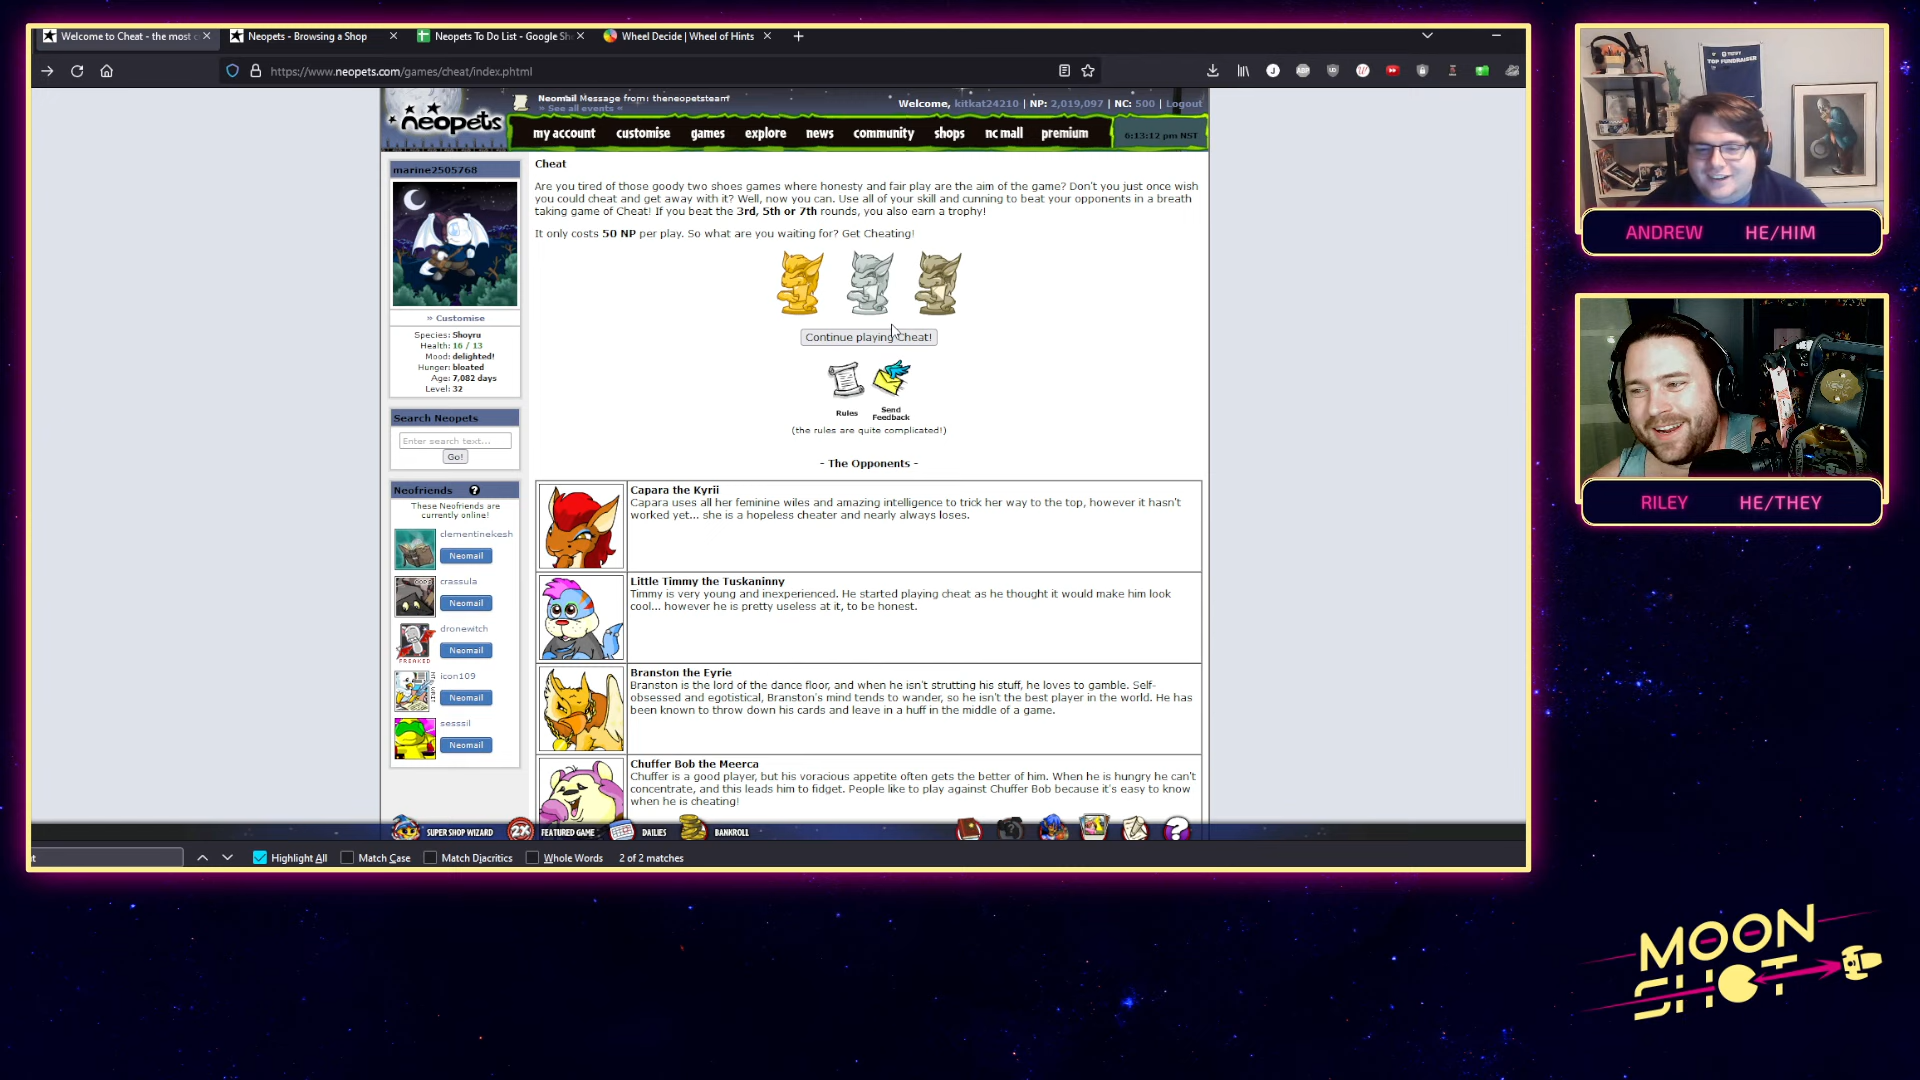 Welcome to Cheat - the most c
Neopets - Browsing a Shop
Neopets To Do List - Google Sh
Wheel Decide | Wheel of Hints
https://www.neopets.com/games/cheat/index.phtml
neopets
Neomail Message from: theneopetsteam
» See all events «
Welcome, kitkat24210 | NP: 2,019,097 | NC: 500 | Logout
my account
customise
games
explore
news
community
shops
nc mall
premium
6:13:12 pm NST
marine2505768
» Customise
Species: Shoyru
Health: 16 / 13
Mood: delighted!
Hunger: bloated
Age: 7,082 days
Level: 32
Search Neopets
Enter search text...
Go!
Neofriends
These Neofriends are
currently online!
clementinekesh
Neomail
crassula
Neomail
dronewitch
Neomail
icon109
Neomail
sesssil
Neomail
Cheat
Are you tired of those goody two shoes games where honesty and fair play are the aim of the game? Don't you just once wish
you could cheat and get away with it? Well, now you can. Use all of your skill and cunning to beat your opponents in a breath
taking game of Cheat! If you beat the 3rd, 5th or 7th rounds, you also earn a trophy!
It only costs 50 NP per play. So what are you waiting for? Get Cheating!
Continue playing Cheat!
Rules
Send
Feedback
(the rules are quite complicated!)
- The Opponents -
Capara the Kyrii
Capara uses all her feminine wiles and amazing intelligence to trick her way to the top, however it hasn't
worked yet... she is a hopeless cheater and nearly always loses.
Little Timmy the Tuskaninny
Timmy is very young and inexperienced. He started playing cheat as he thought it would make him look
cool... however he is pretty useless at it, to be honest.
Branston the Eyrie
Branston is the lord of the dance floor, and when he isn't strutting his stuff, he loves to gamble. Self-
obsessed and egotistical, Branston's mind tends to wander, so he isn't the best player in the world. He has
been known to throw down his cards and leave in a huff in the middle of a game.
Chuffer Bob the Meerca
Chuffer is a good player, but his voracious appetite often gets the better of him. When he is hungry he can't
concentrate, and this leads him to fidget. People like to play against Chuffer Bob because it's easy to know
when he is cheating!
SUPER SHOP WIZARD
2X
FEATURED GAME
DAILIES
BANKROLL
Highlight All
Match Case
Match Diacritics
Whole Words
2 of 2 matches
TOP FUNDRAISER
ANDREW HE/HIM
RILEY HE/THEY
MOON
SHOT